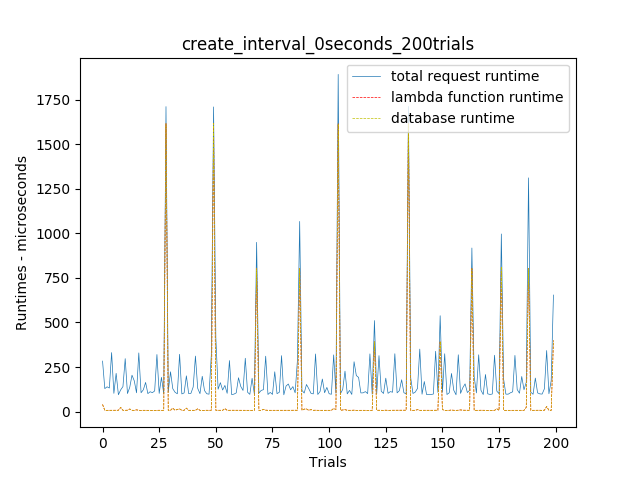 create_interval_0seconds_200trials
total request runtime
lambda function runtime
database runtime
Runtimes - microseconds
1750
1500
1250
1000
750
500
250
0
0 25 50 75 100 125 150 175 200
Trials